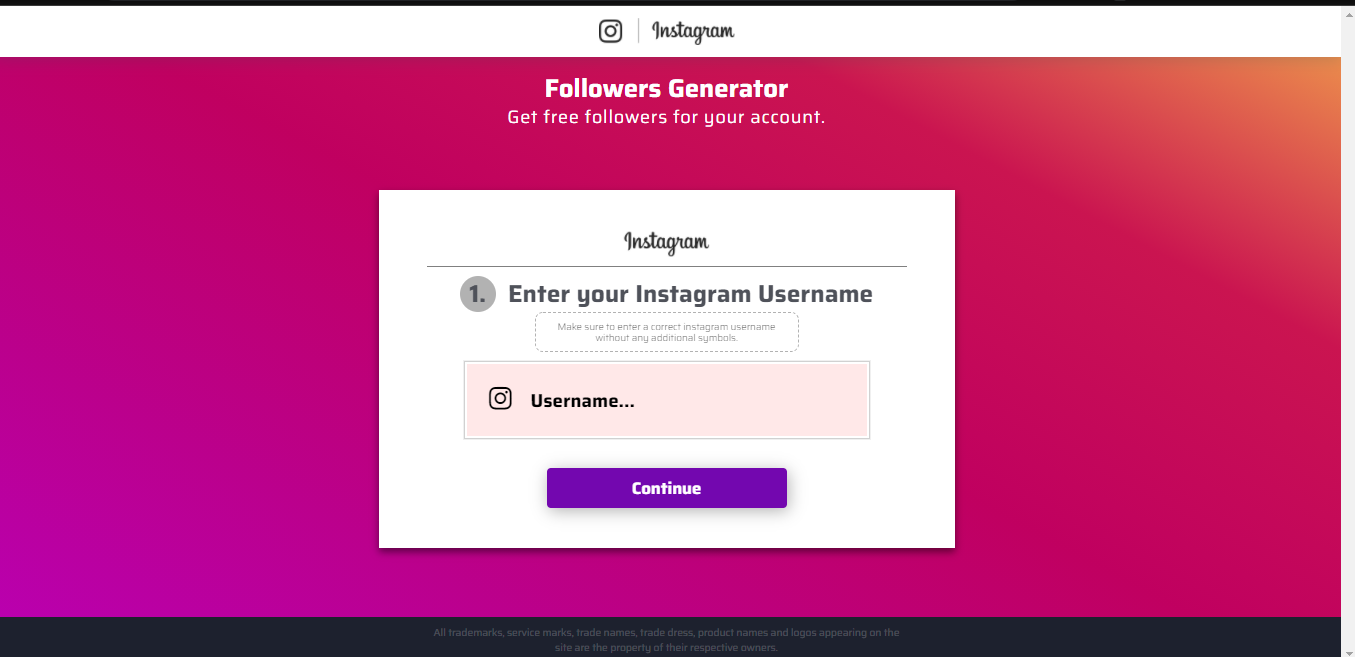 Instagram
Followers Generator
Get free followers for your account.
Instagram
1. Enter your Instagram Username
Make sure to enter a correct instagram username
without any additional symbols.
Username...
Continue
All trademarks, service marks, trade names, trade dress, product names and logos appearing on the
site are the property of their respective owners.